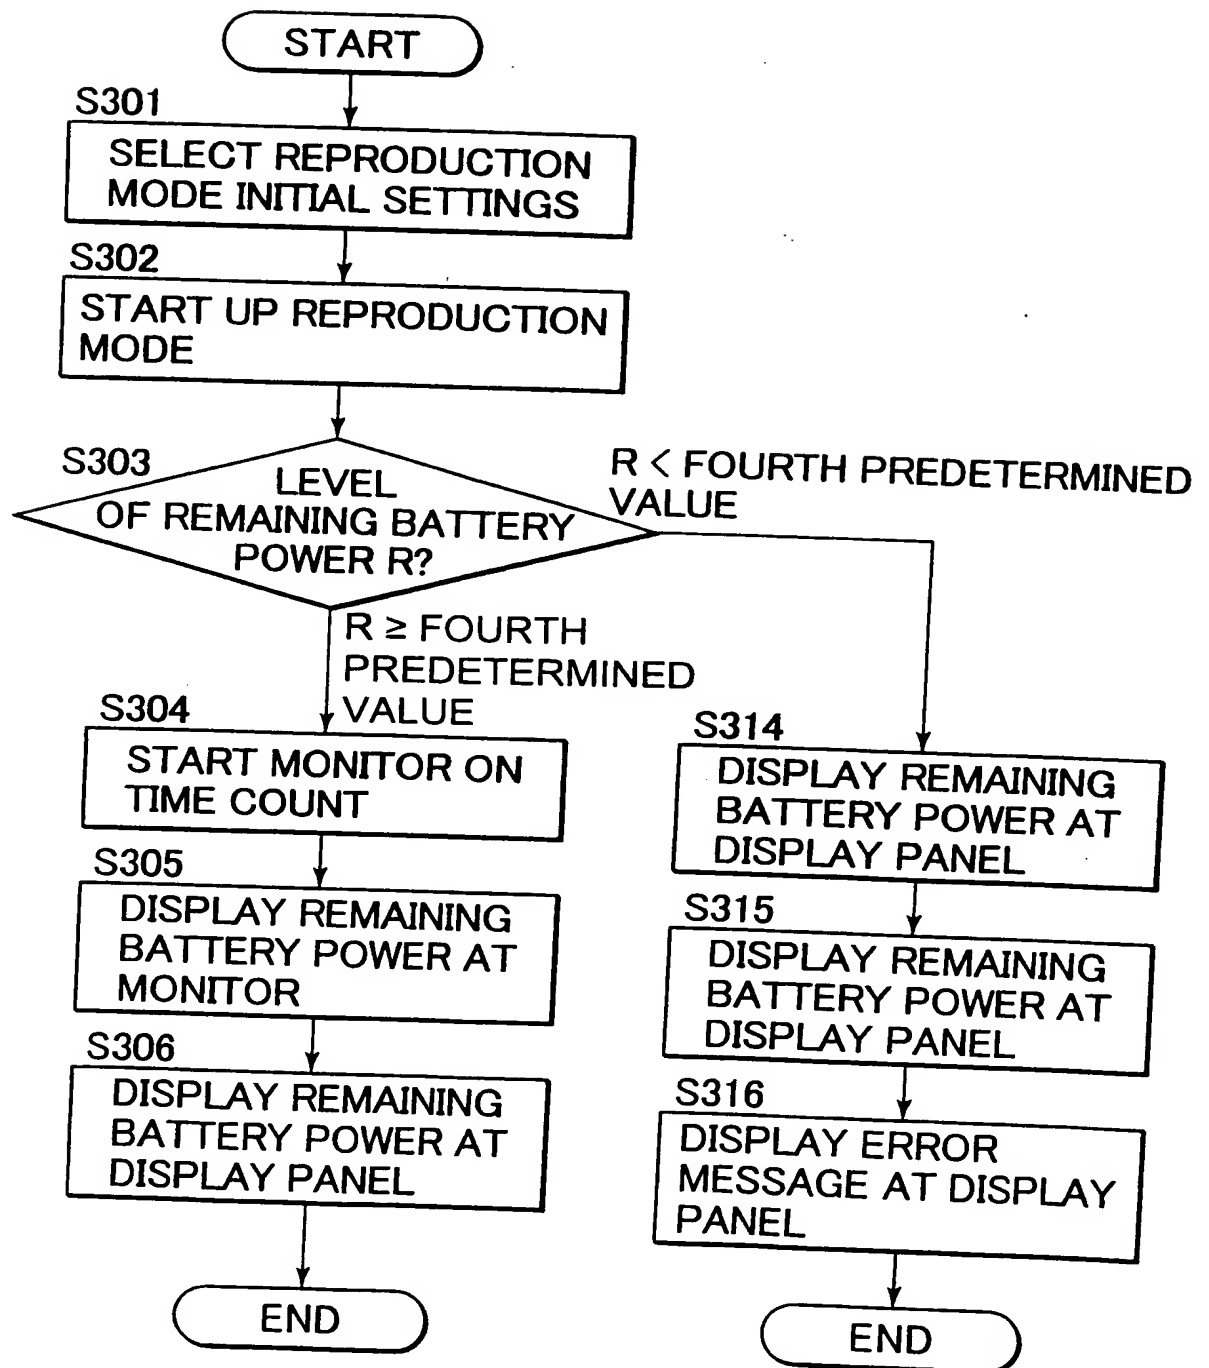 START
S301
SELECT REPRODUCTION
MODE INITIAL SETTINGS
S302
START UP REPRODUCTION
MODE
S303
LEVEL
OF REMAINING BATTERY
POWER R?
R < FOURTH PREDETERMINED
VALUE
R ≥ FOURTH
PREDETERMINED
VALUE
S304
START MONITOR ON
TIME COUNT
S305
DISPLAY REMAINING
BATTERY POWER AT
MONITOR
S306
DISPLAY REMAINING
BATTERY POWER AT
DISPLAY PANEL
END
S314
DISPLAY REMAINING
BATTERY POWER AT
DISPLAY PANEL
S315
DISPLAY REMAINING
BATTERY POWER AT
DISPLAY PANEL
S316
DISPLAY ERROR
MESSAGE AT DISPLAY
PANEL
END